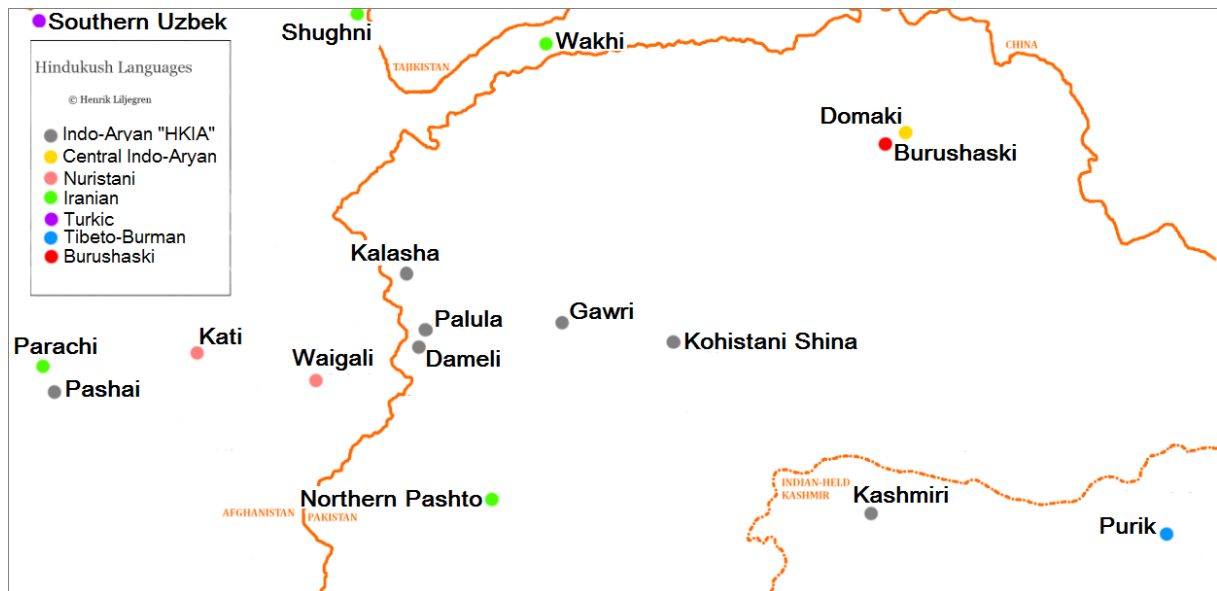 Southern Uzbek
Shughni
Wakhi
Hindukush Languages
© Henrik Liljegren
TAJIKISTAN
CHINA
Indo-Aryan "HKIA"
Central Indo-Aryan
Nuristani
Iranian
Turkic
Tibeto-Burman
Burushaski
Domaki
Burushaski
Kalasha
Palula
Gawri
Kati
Kohistani Shina
Parachi
Waigali
Dameli
Pashai
Northern Pashto
INDIAN-HELD
KASHMIR
Kashmiri
AFGHANISTAN
PAKISTAN
Purik